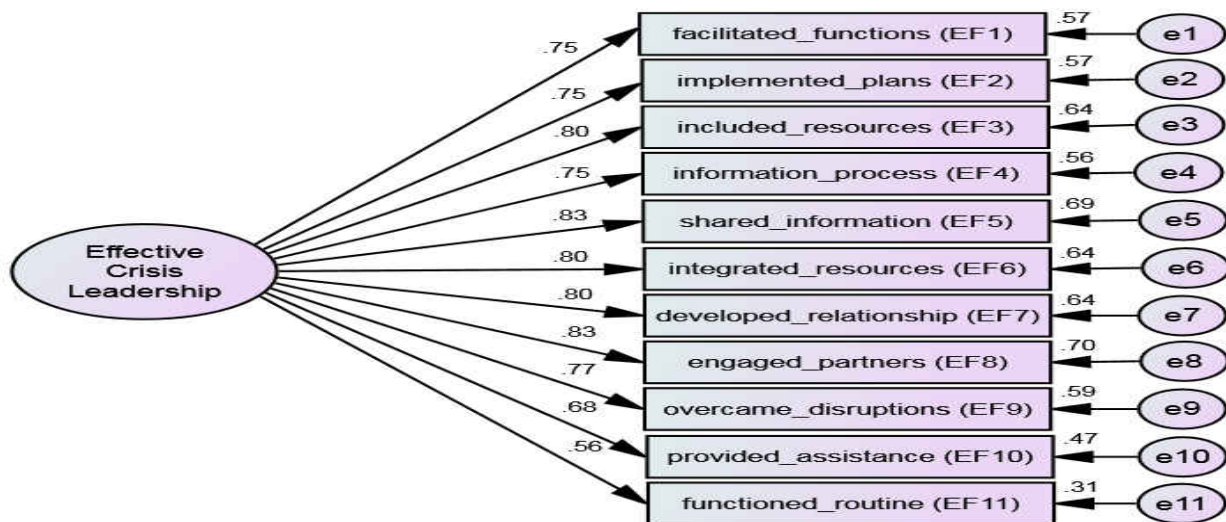 .57
facilitated_functions (EF1)
e1
.75
.57
implemented_plans (EF2)
e2
.75
.64
included_resources (EF3)
e3
.80
.56
information_process (EF4)
e4
.75
.69
shared_information (EF5)
e5
.83
.64
integrated_resources (EF6)
e6
.80
Effective
Crisis
Leadership
.64
developed_relationship (EF7)
e7
.80
.70
engaged_partners (EF8)
e8
.83
.59
overcame_disruptions (EF9)
e9
.77
.47
provided_assistance (EF10)
e10
.68
.31
functioned_routine (EF11)
e11
.56